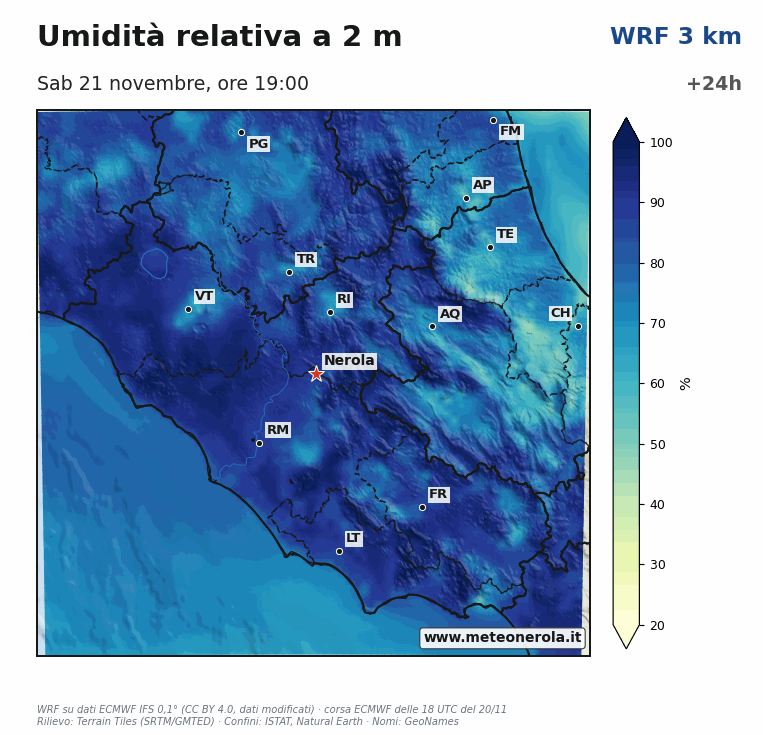 Umidità relativa a 2 m
WRF 3 km
Sab 21 novembre, ore 19:00
+24h
FM
PG
AP
TE
TR
VT
RI
AQ
CH
Nerola
RM
FR
LT
www.meteonerola.it
100
90
80
70
60
50
40
30
20
%
WRF su dati ECMWF IFS 0,1° (CC BY 4.0, dati modificati) · corsa ECMWF delle 18 UTC del 20/11
Rilievo: Terrain Tiles (SRTM/GMTED) · Confini: ISTAT, Natural Earth · Nomi: GeoNames